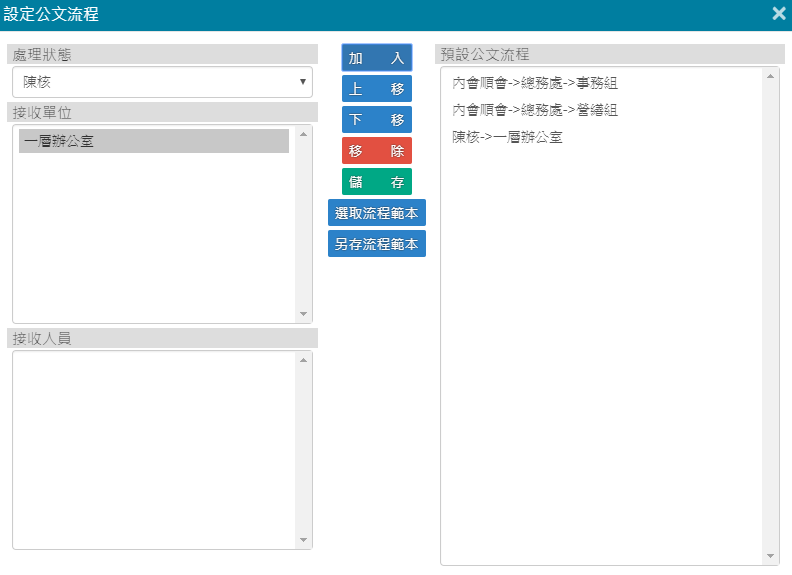 設定公文流程
處理狀態
陳核
接收單位
一層辦公室
接收人員
加 入
上 移
下 移
移 除
儲 存
選取流程範本
另存流程範本
預設公文流程
內會順會->總務處->事務組
內會順會->總務處->營繕組
陳核->一層辦公室